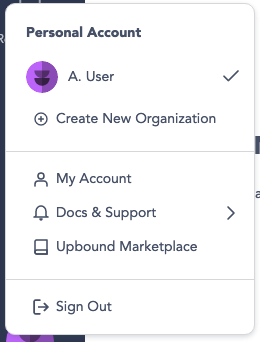 Personal Account
A. User
Create New Organization
My Account
Docs & Support
Upbound Marketplace
Sign Out